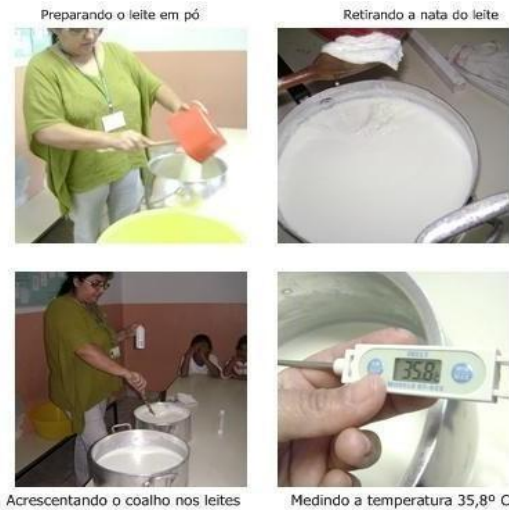 Preparando o leite em pó
Retirando a nata do leite
35.8
Acrescentando o coalho nos leites
Medindo a temperatura 35,8º C